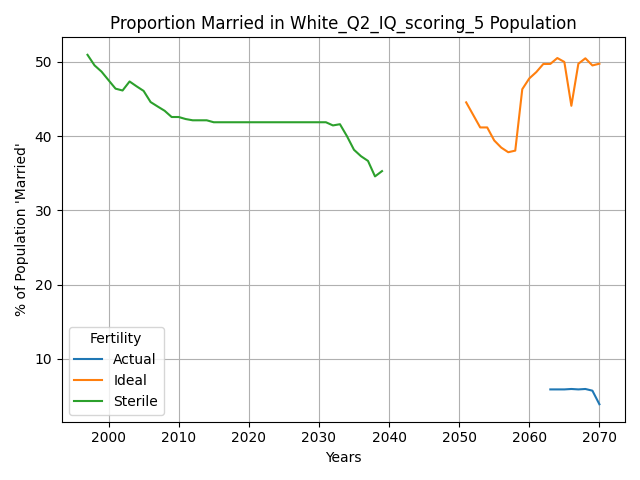 Proportion Married in White_Q2_IQ_scoring_5 Population
% of Population 'Married'
50
40
30
20
10
Fertility
Actual
Ideal
Sterile
2000 2010 2020 2030 2040 2050 2060 2070
Years